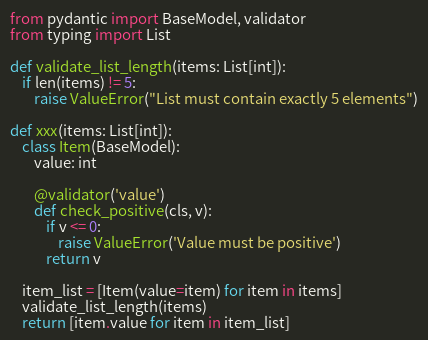 from pydantic import BaseModel, validator
from typing import List

def validate_list_length(items: List[int]):
    if len(items) != 5:
        raise ValueError("List must contain exactly 5 elements")

def xxx(items: List[int]):
    class Item(BaseModel):
        value: int

        @validator('value')
        def check_positive(cls, v):
            if v <= 0:
                raise ValueError('Value must be positive')
            return v

    item_list = [Item(value=item) for item in items]
    validate_list_length(items)
    return [item.value for item in item_list]